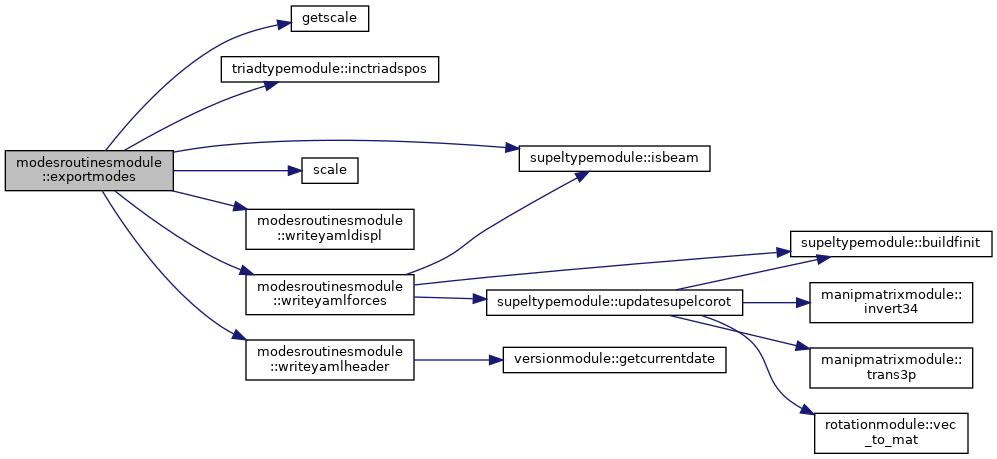 getscale
triadtypemodule::inctriadspos
modesroutinesmodule
::exportmodes
supeltypemodule::isbeam
scale
modesroutinesmodule
::writeyamldispl
supeltypemodule::buildfinit
modesroutinesmodule
::writeyamlforces
supeltypemodule::updatesupelcorot
manipmatrixmodule::
invert34
modesroutinesmodule
::writeyamlheader
versionmodule::getcurrentdate
manipmatrixmodule::
trans3p
rotationmodule::vec
_to_mat